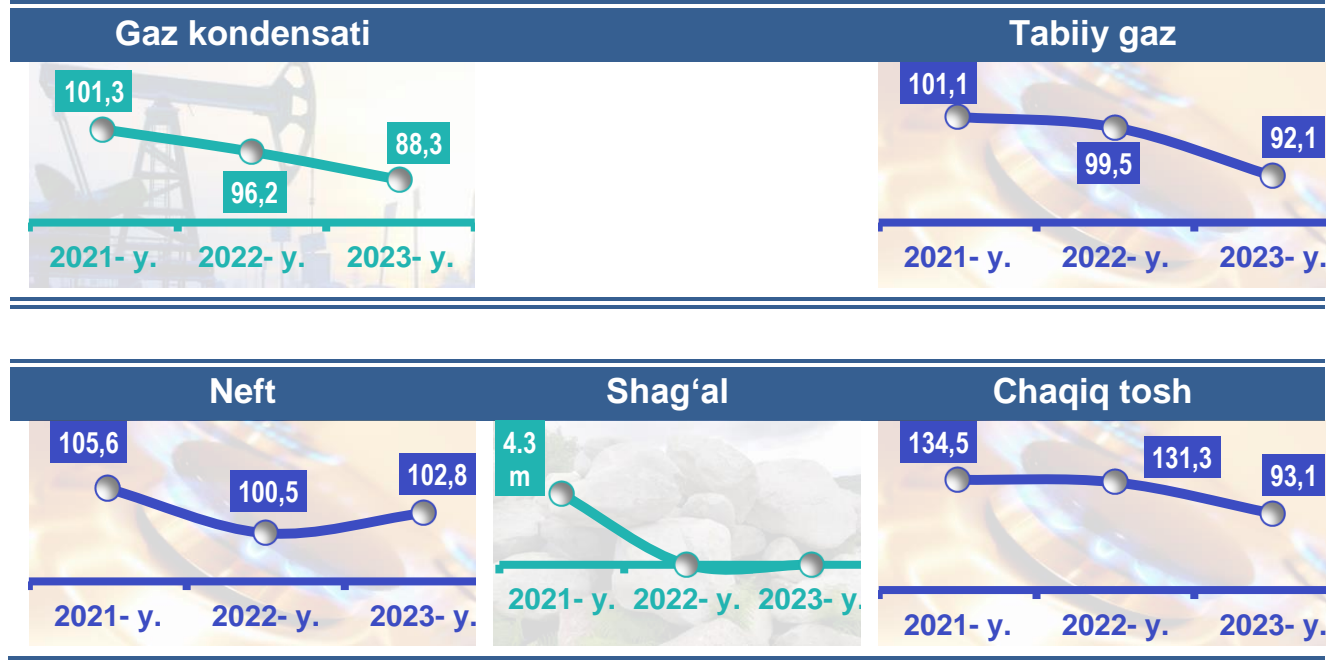 Gaz kondensati
Tabiiy gaz
101,3
96,2
88,3
2021- y. 2022- y. 2023- y.
101,1
99,5
92,1
2021- y. 2022- y. 2023- y.
Neft
Shag‘al
Chaqiq tosh
105,6
100,5
102,8
2021- y. 2022- y. 2023- y.
4.3
m
2021- y. 2022- y. 2023- y.
134,5
131,3
93,1
2021- y. 2022- y. 2023- y.